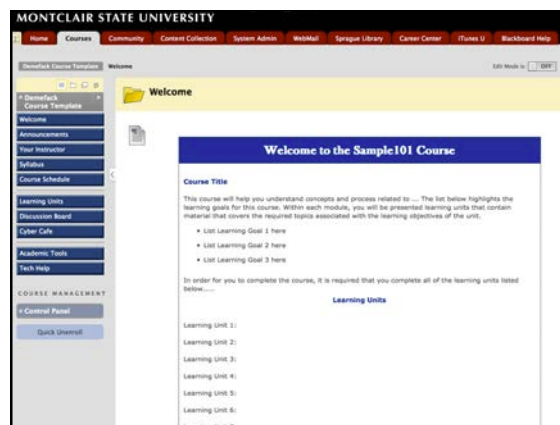 MONTCLAIR STATE UNIVERSITY
Home Courses Community Content Collection System Admin WebMail Sprague Library Career Center iTunes U Blackboard Help
Demefack Course Template Welcome Edit Mode is: OFF
Demefack Course Template
Welcome
Announcements
Your Instructor
Syllabus
Course Schedule
Learning Units
Discussion Board
Cyber Cafe
Academic Tools
Tech Help
COURSE MANAGEMENT
Control Panel
Quick Unenroll
Welcome
Welcome to the Sample101 Course
Course Title
This course will help you understand concepts and process related to ... The list below highlights the
learning goals for this course. Within each module, you will be presented learning units that contain
material that covers the required topics associated with the learning objectives of the unit.
• List Learning Goal 1 here
• List Learning Goal 2 here
• List Learning Goal 3 here
In order for you to complete the course, it is required that you complete all of the learning units listed
below.....
Learning Units
Learning Unit 1:
Learning Unit 2:
Learning Unit 3:
Learning Unit 4:
Learning Unit 5:
Learning Unit 6: